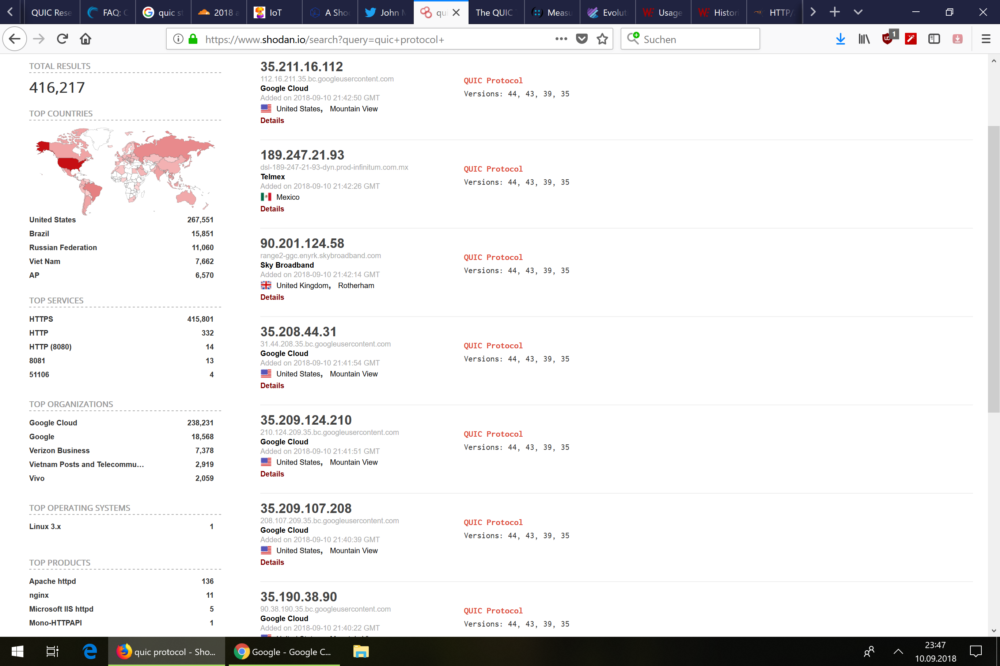 QUIC Rese
FAQ: C
quic st
2018 a
IoT
A Sho
John M
qui
The QUIC
Measu
Evolut
Usage
Histori
HTTP/
https://www.shodan.io/search?query=quic+protocol+
Suchen
1
TOTAL RESULTS
416,217
TOP COUNTRIES
United States 267,551
Brazil 15,851
Russian Federation 11,060
Viet Nam 7,662
AP 6,570
TOP SERVICES
HTTPS 415,801
HTTP 332
HTTP (8080) 14
8081 13
51106 4
TOP ORGANIZATIONS
Google Cloud 238,231
Google 18,568
Verizon Business 7,378
Vietnam Posts and Telecommu... 2,919
Vivo 2,059
TOP OPERATING SYSTEMS
Linux 3.x 1
TOP PRODUCTS
Apache httpd 136
nginx 11
Microsoft IIS httpd 5
Mono-HTTPAPI 1
35.211.16.112
112.16.211.35.bc.googleusercontent.com
Google Cloud
Added on 2018-09-10 21:42:50 GMT
United States, Mountain View
Details
QUIC Protocol
Versions: 44, 43, 39, 35
189.247.21.93
dsl-189-247-21-93-dyn.prod-infinitum.com.mx
Telmex
Added on 2018-09-10 21:42:26 GMT
Mexico
Details
QUIC Protocol
Versions: 44, 43, 39, 35
90.201.124.58
range2-ggc.enyrk.skybroadband.com
Sky Broadband
Added on 2018-09-10 21:42:14 GMT
United Kingdom, Rotherham
Details
QUIC Protocol
Versions: 44, 43, 39, 35
35.208.44.31
31.44.208.35.bc.googleusercontent.com
Google Cloud
Added on 2018-09-10 21:41:54 GMT
United States, Mountain View
Details
QUIC Protocol
Versions: 44, 43, 39, 35
35.209.124.210
210.124.209.35.bc.googleusercontent.com
Google Cloud
Added on 2018-09-10 21:41:51 GMT
United States, Mountain View
Details
QUIC Protocol
Versions: 44, 43, 39, 35
35.209.107.208
208.107.209.35.bc.googleusercontent.com
Google Cloud
Added on 2018-09-10 21:40:39 GMT
United States, Mountain View
Details
QUIC Protocol
Versions: 44, 43, 39, 35
35.190.38.90
90.38.190.35.bc.googleusercontent.com
Google Cloud
Added on 2018-09-10 21:40:22 GMT
QUIC Protocol
Versions: 44, 43, 39, 35
quic protocol - Sho...
Google - Google C...
23:47
10.09.2018